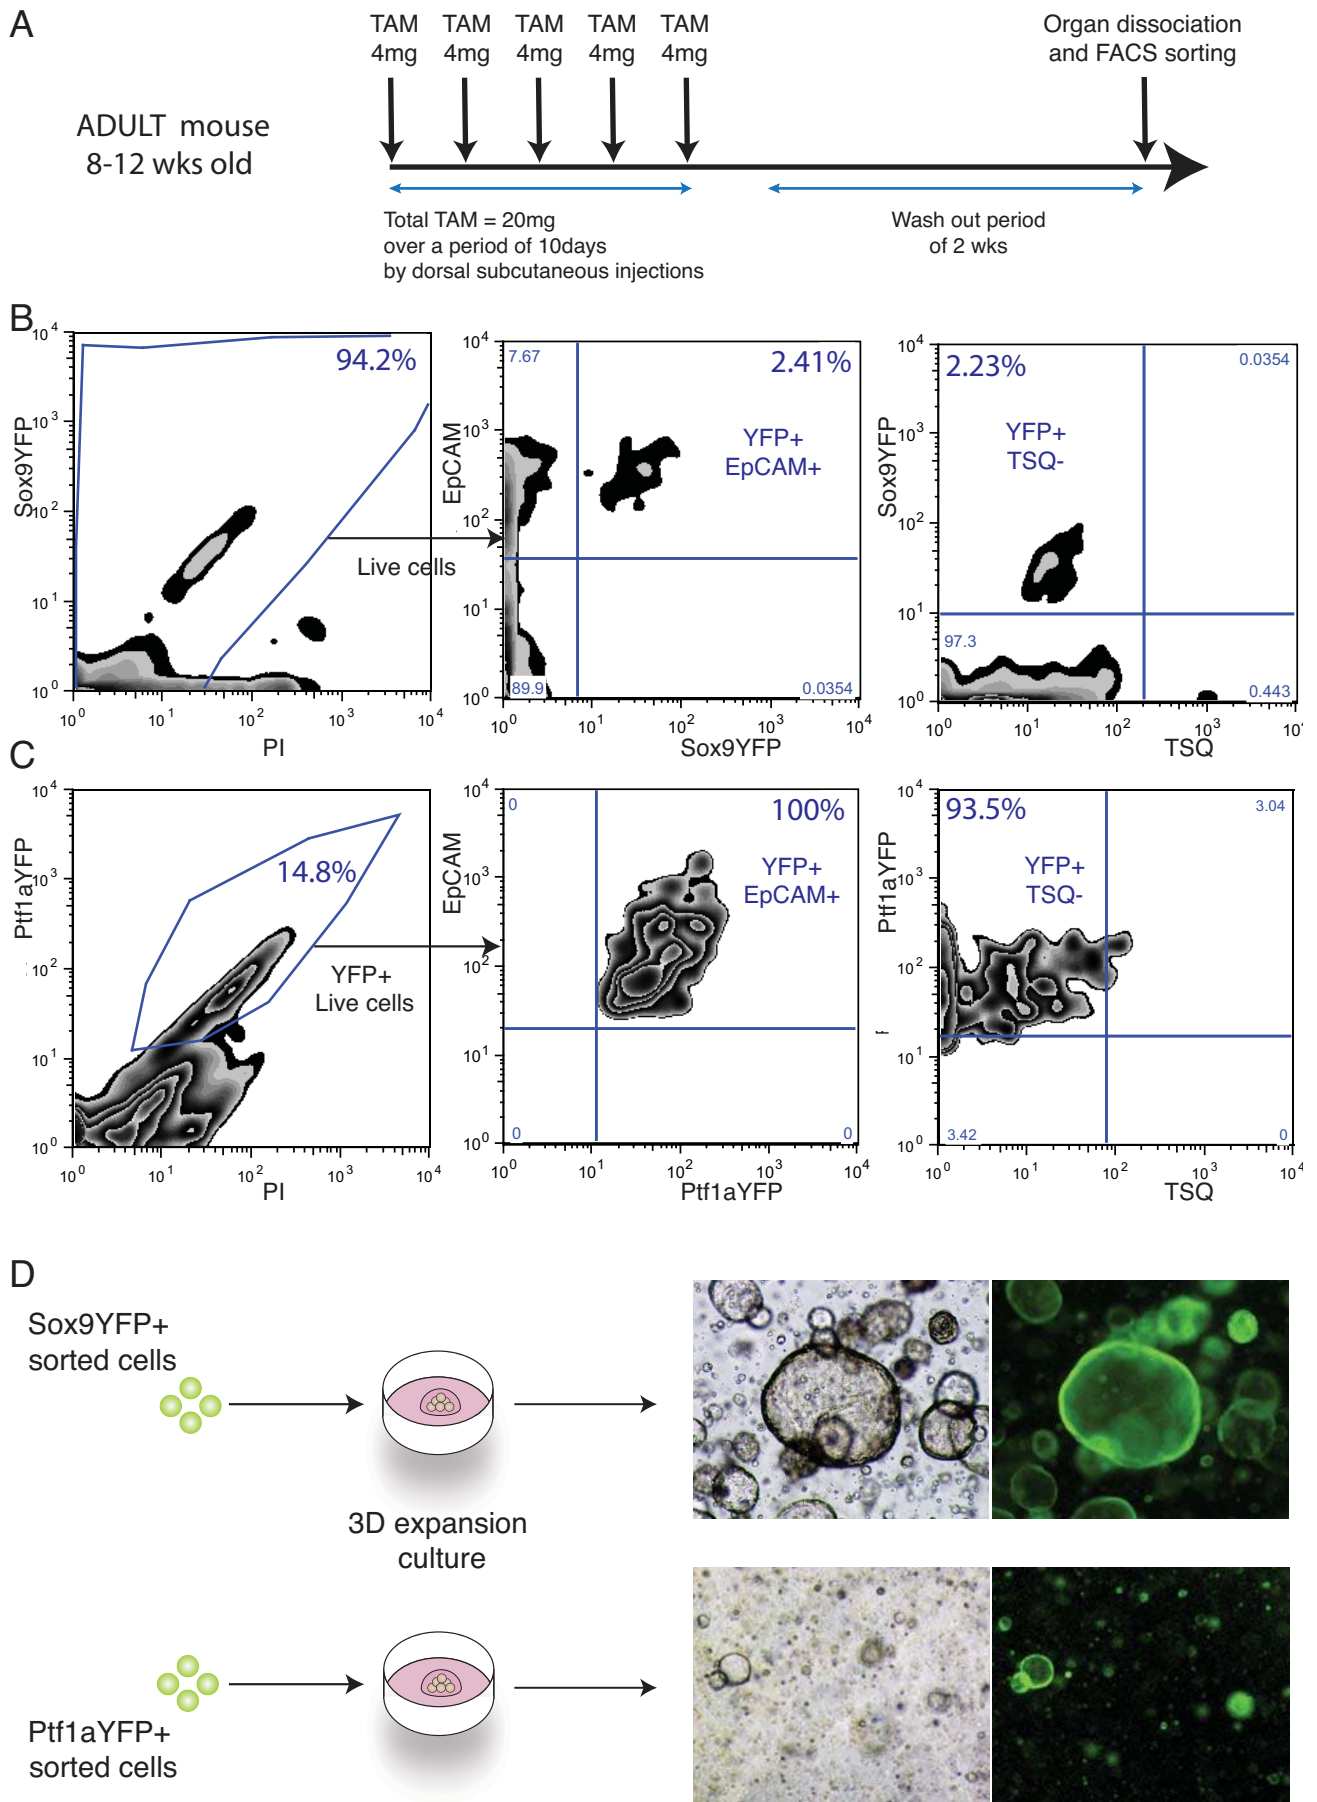 A
TAM TAM TAM TAM TAM
4mg 4mg 4mg 4mg 4mg
Organ dissociation
and FACS sorting
ADULT mouse
8-12 wks old
Total TAM = 20mg
over a period of 10days
by dorsal subcutaneous injections
Wash out period
of 2 wks
B
10^4
10^3
10^2
10^1
10^0
Sox9YFP
94.2%
Live cells
10^0 10^1 10^2 10^3 10^4
PI
10^4
10^3
10^2
10^1
10^0
EpCAM
7.67
2.41%
YFP+
EpCAM+
89.9
0.0354
10^0 10^1 10^2 10^3 10^4
Sox9YFP
10^4
10^3
10^2
10^1
10^0
Sox9YFP
2.23%
0.0354
YFP+
TSQ-
97.3
0.443
10^0 10^1 10^2 10^3 10
TSQ
C
10^4
10^3
10^2
10^1
10^0
Ptf1aYFP
14.8%
YFP+
Live cells
10^0 10^1 10^2 10^3 10^4
PI
10^4
10^3
10^2
10^1
10^0
EpCAM
0
100%
YFP+
EpCAM+
0
0
10^0 10^1 10^2 10^3 10^4
Ptf1aYFP
10^4
10^3
10^2
10^1
10^0
Ptf1aYFP
93.5%
3.04
YFP+
TSQ-
3.42
0
10^0 10^1 10^2 10^3 10^4
TSQ
D
Sox9YFP+
sorted cells
3D expansion
culture
Ptf1aYFP+
sorted cells